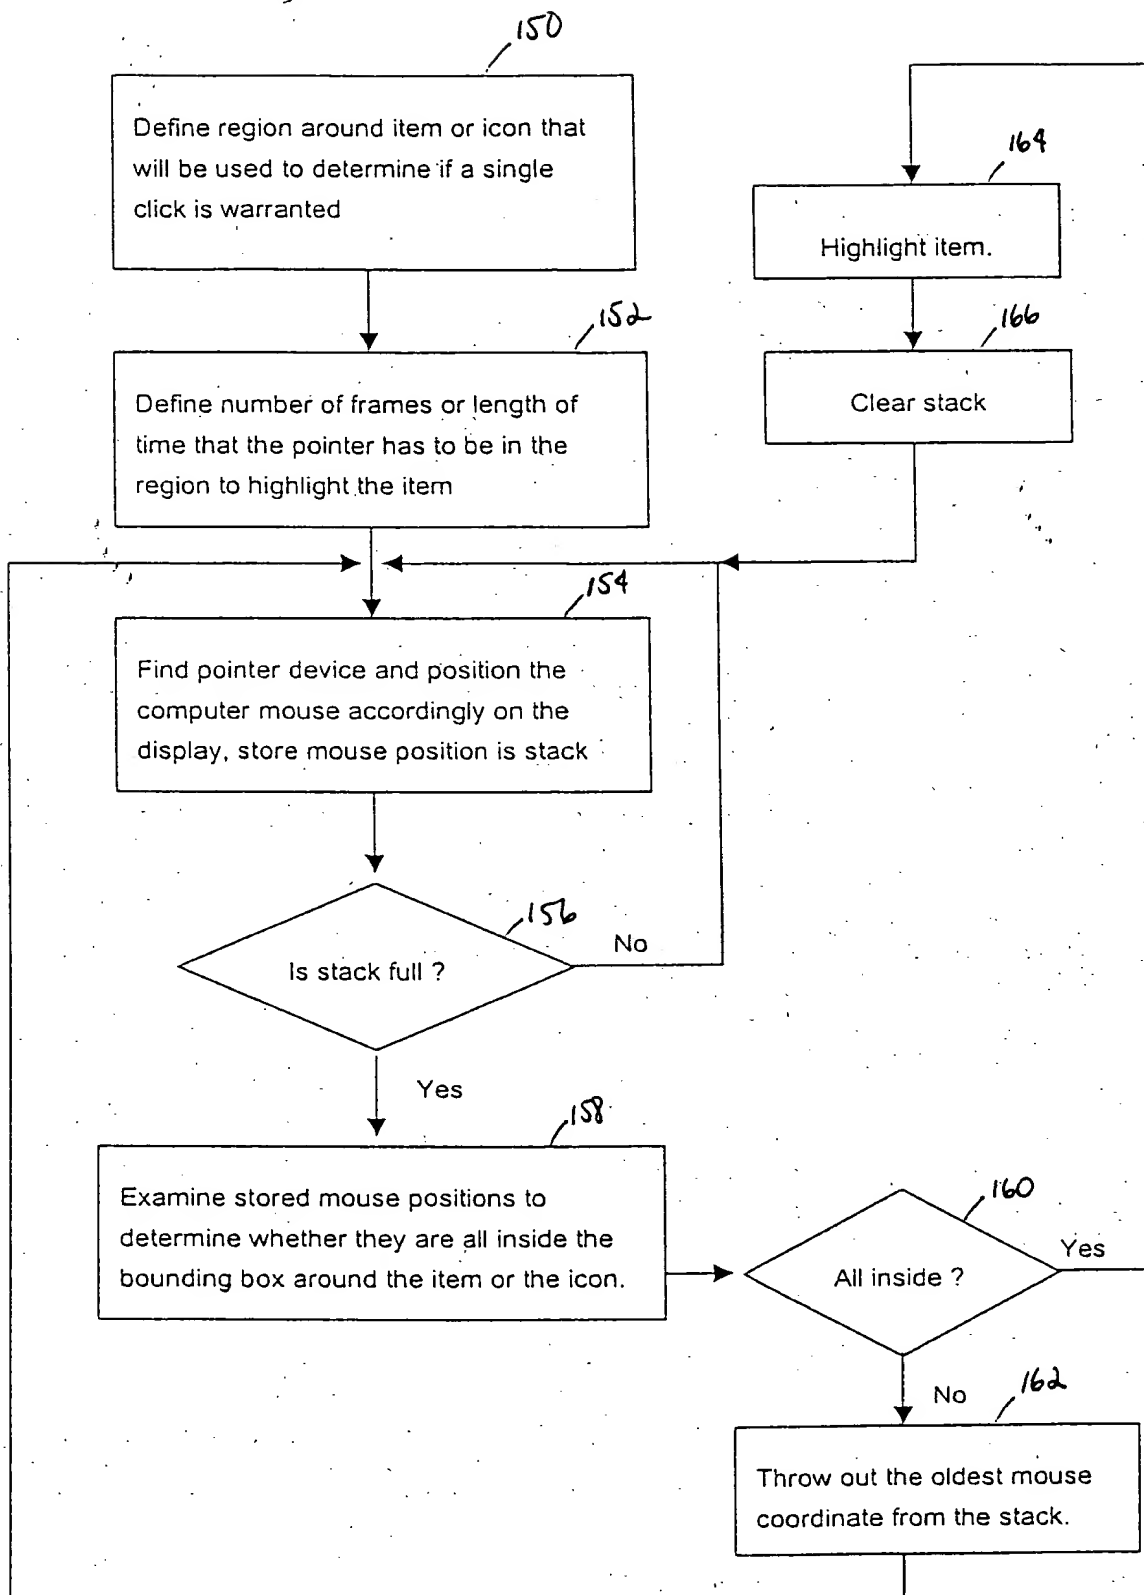 150
Define region around item or icon that
will be used to determine if a single
click is warranted
152
Define number of frames or length of
time that the pointer has to be in the
region to highlight the item
154
Find pointer device and position the
computer mouse accordingly on the
display, store mouse position is stack
156
Is stack full ?
No
Yes
158
Examine stored mouse positions to
determine whether they are all inside the
bounding box around the item or the icon.
160
All inside ?
Yes
No
162
Throw out the oldest mouse
coordinate from the stack.
164
Highlight item.
166
Clear stack